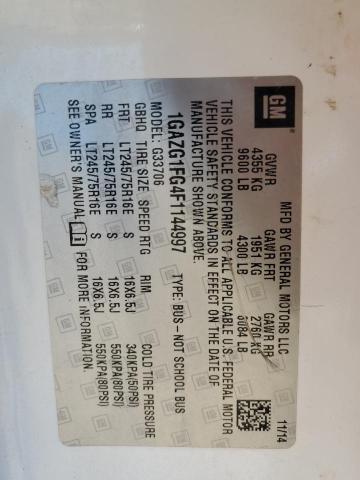 GM
MFD BY GENERAL MOTORS LLC 11/14
GVWR GAWR FRT GAWR RR
4355 KG 1951 KG 2760 KG
9600 LB 4300 LB 6084 LB
THIS VEHICLE CONFORMS TO ALL APPLICABLE U.S. FEDERAL MOTOR
VEHICLE SAFETY STANDARDS IN EFFECT ON THE DATE OF
MANUFACTURE SHOWN ABOVE.
1GAZG1FG4F1144997 TYPE: BUS–NOT SCHOOL BUS
MODEL: G33706
GBHQ TIRE SIZE SPEED RTG RIM COLD TIRE PRESSURE
FRT LT245/75R16E S 16X6.5J 340KPA(50PSI)
RR LT245/75R16E S 16X6.5J 550KPA(80PSI)
SPA LT245/75R16E S 16X6.5J 550KPA(80PSI)
SEE OWNER'S MANUAL i FOR MORE INFORMATION.